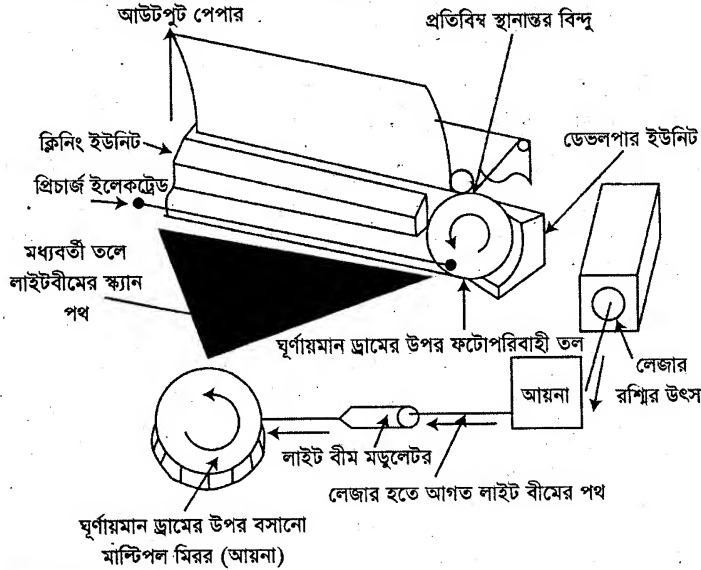 আউটপুট পেপার
প্রতিবিম্ব স্থানান্তর বিন্দু
ক্লিনিং ইউনিট
ডেভলপার ইউনিট
প্রিচার্জ ইলেকট্রেড
মধ্যবর্তী তলে
লাইটবীমের স্ক্যান
পথ
ঘূর্ণায়মান ড্রামের উপর ফটোপরিবাহী তল
লেজার
রশ্মির উৎস
আয়না
লাইট বীম মডুলেটর
লেজার হতে আগত লাইট বীমের পথ
ঘূর্ণায়মান ড্রামের উপর বসানো
মাল্টিপল মিরর (আয়না)